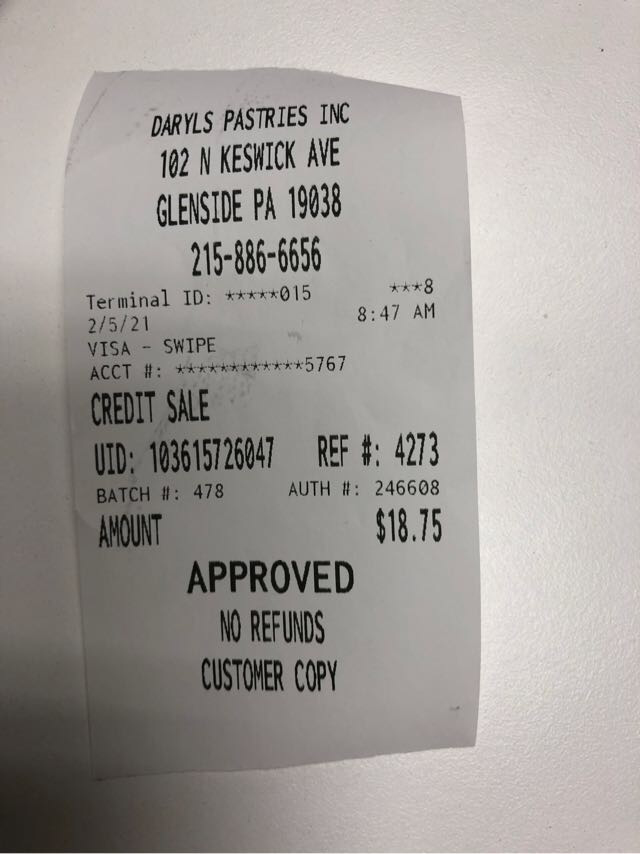 DARYLS PASTRIES INC
102 N KESWICK AVE
GLENSIDE PA 19038
215-886-6656
Terminal ID: *****015 ***8
2/5/21 8:47 AM
VISA - SWIPE
ACCT #: ************5767
CREDIT SALE
UID: 103615726047 REF #: 4273
BATCH #: 478 AUTH #: 246608
AMOUNT $18.75
APPROVED
NO REFUNDS
CUSTOMER COPY